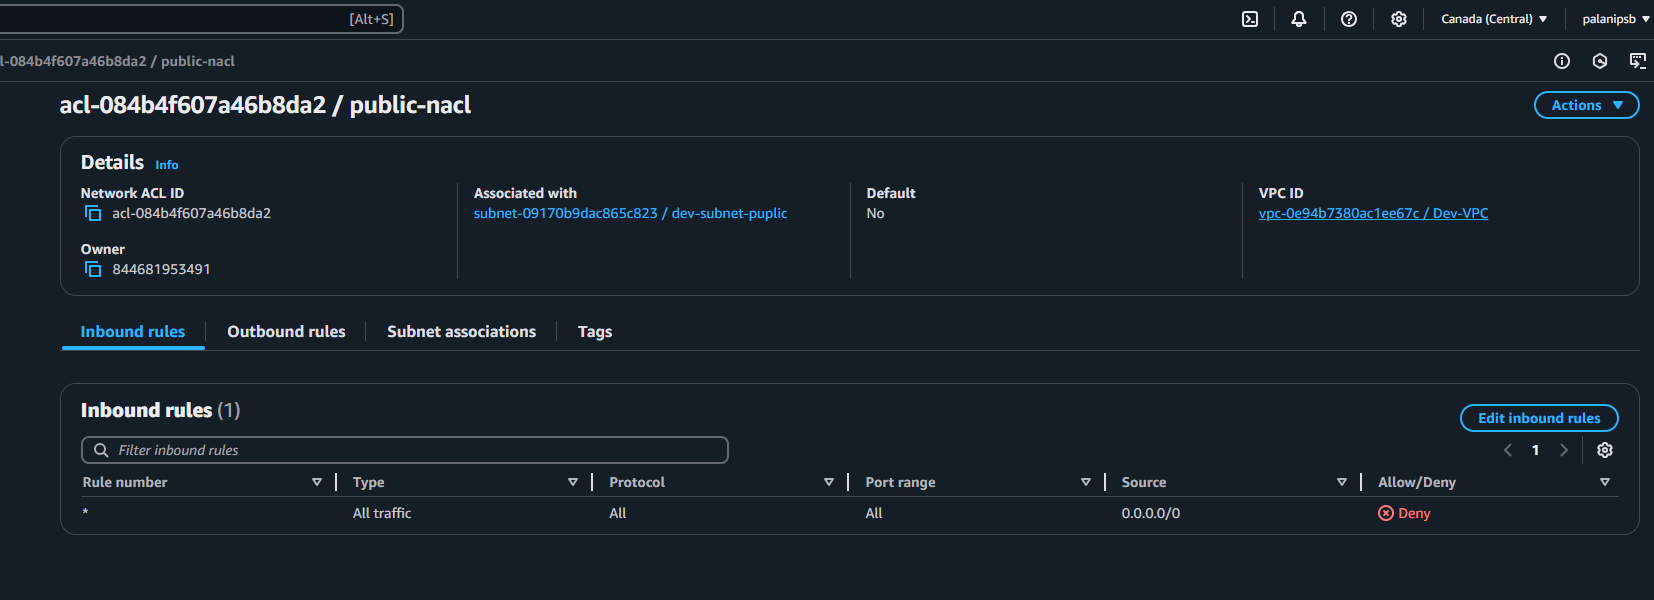 [Alt+S] Canada (Central) palanipsb
l-084b4f607a46b8da2 / public-nacl
acl-084b4f607a46b8da2 / public-nacl Actions
Details Info
Network ACL ID Associated with Default VPC ID
acl-084b4f607a46b8da2 subnet-09170b9dac865c823 / dev-subnet-puplic No vpc-0e94b7380ac1ee67c / Dev-VPC
Owner
844681953491
Inbound rules Outbound rules Subnet associations Tags
Inbound rules (1) Edit inbound rules
Filter inbound rules 1
Rule number Type Protocol Port range Source Allow/Deny
* All traffic All All 0.0.0.0/0 Deny